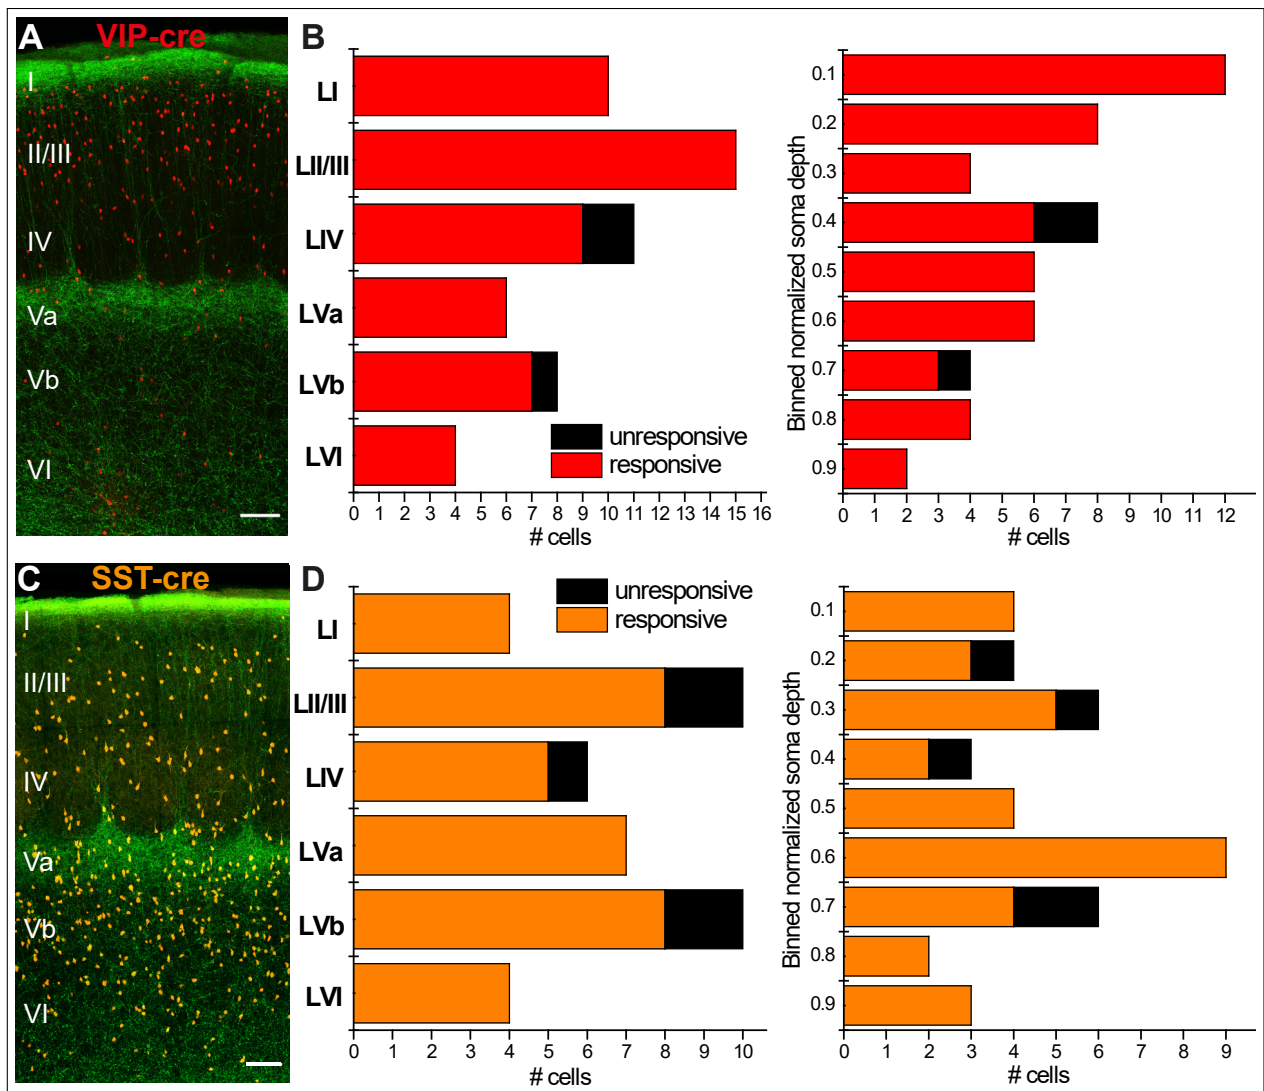 A VIP-cre
I
II/III
IV
Va
Vb
VI
B
LI
LII/III
LIV
LVa
LVb
LVI
unresponsive
responsive
0 1 2 3 4 5 6 7 8 9 10 11 12 13 14 15 16
# cells
Binned normalized soma depth
0.1
0.2
0.3
0.4
0.5
0.6
0.7
0.8
0.9
0 1 2 3 4 5 6 7 8 9 10 11 12
# cells
C SST-cre
I
II/III
IV
Va
Vb
VI
D
LI
LII/III
LIV
LVa
LVb
LVI
unresponsive
responsive
0 1 2 3 4 5 6 7 8 9 10
# cells
Binned normalized soma depth
0.1
0.2
0.3
0.4
0.5
0.6
0.7
0.8
0.9
0 1 2 3 4 5 6 7 8 9
# cells